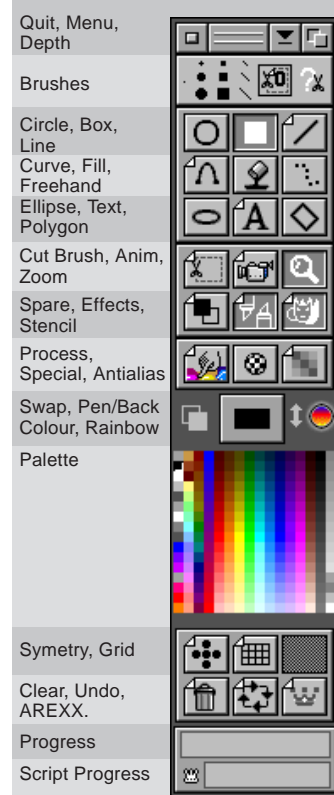 Quit, Menu,
Depth
Brushes
Circle, Box,
Line
Curve, Fill,
Freehand
Ellipse, Text,
Polygon
Cut Brush, Anim,
Zoom
Spare, Effects,
Stencil
Process,
Special, Antialias
Swap, Pen/Back
Colour, Rainbow
Palette
Symetry, Grid
Clear, Undo,
AREXX.
Progress
Script Progress
A